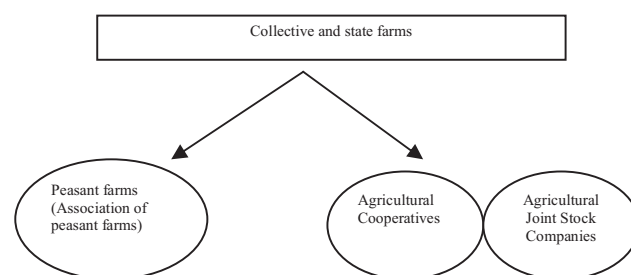 Collective and state farms
Peasant farms
(Association of
peasant farms)
Agricultural
Cooperatives
Agricultural
Joint Stock
Companies